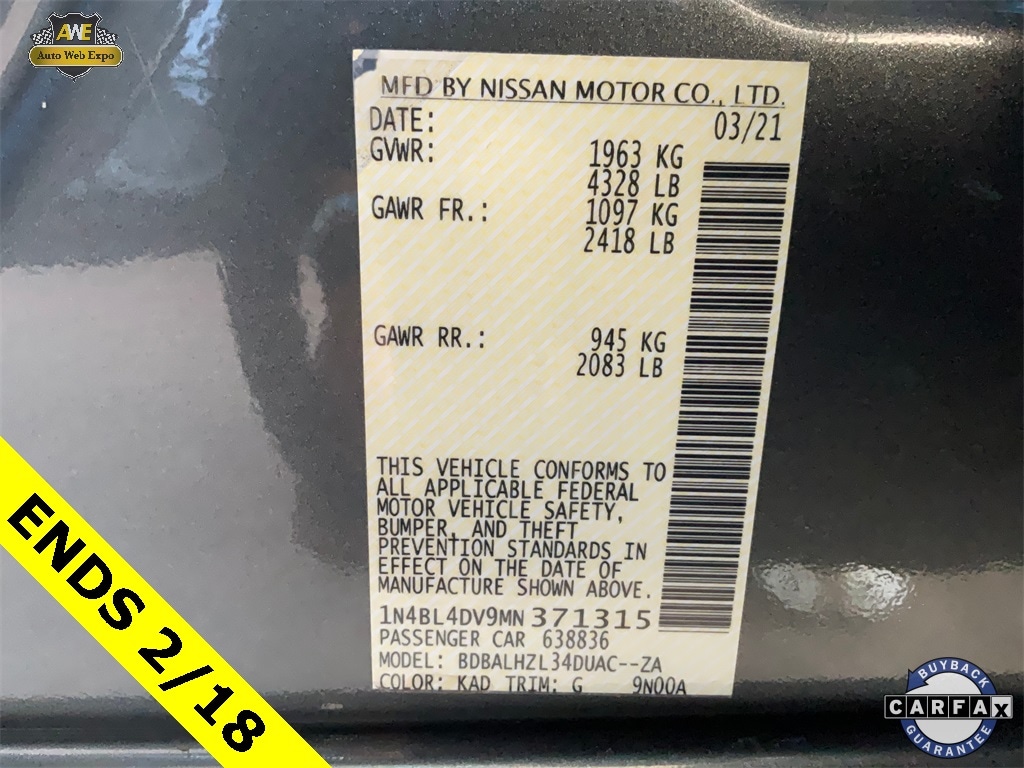 AWE
Auto Web Expo
MFD BY NISSAN MOTOR CO., LTD.
DATE: 03/21
GVWR: 1963 KG
4328 LB
GAWR FR.: 1097 KG
2418 LB
GAWR RR.: 945 KG
2083 LB
THIS VEHICLE CONFORMS TO
ALL APPLICABLE FEDERAL
MOTOR VEHICLE SAFETY,
BUMPER, AND THEFT
PREVENTION STANDARDS IN
EFFECT ON THE DATE OF
MANUFACTURE SHOWN ABOVE.
1N4BL4DV9MN371315
PASSENGER CAR 638836
MODEL: BDBALHZL34DUAC--ZA
COLOR: KAD TRIM: G 9N00A
ENDS 2/18
BUYBACK
CARFAX
GUARANTEE